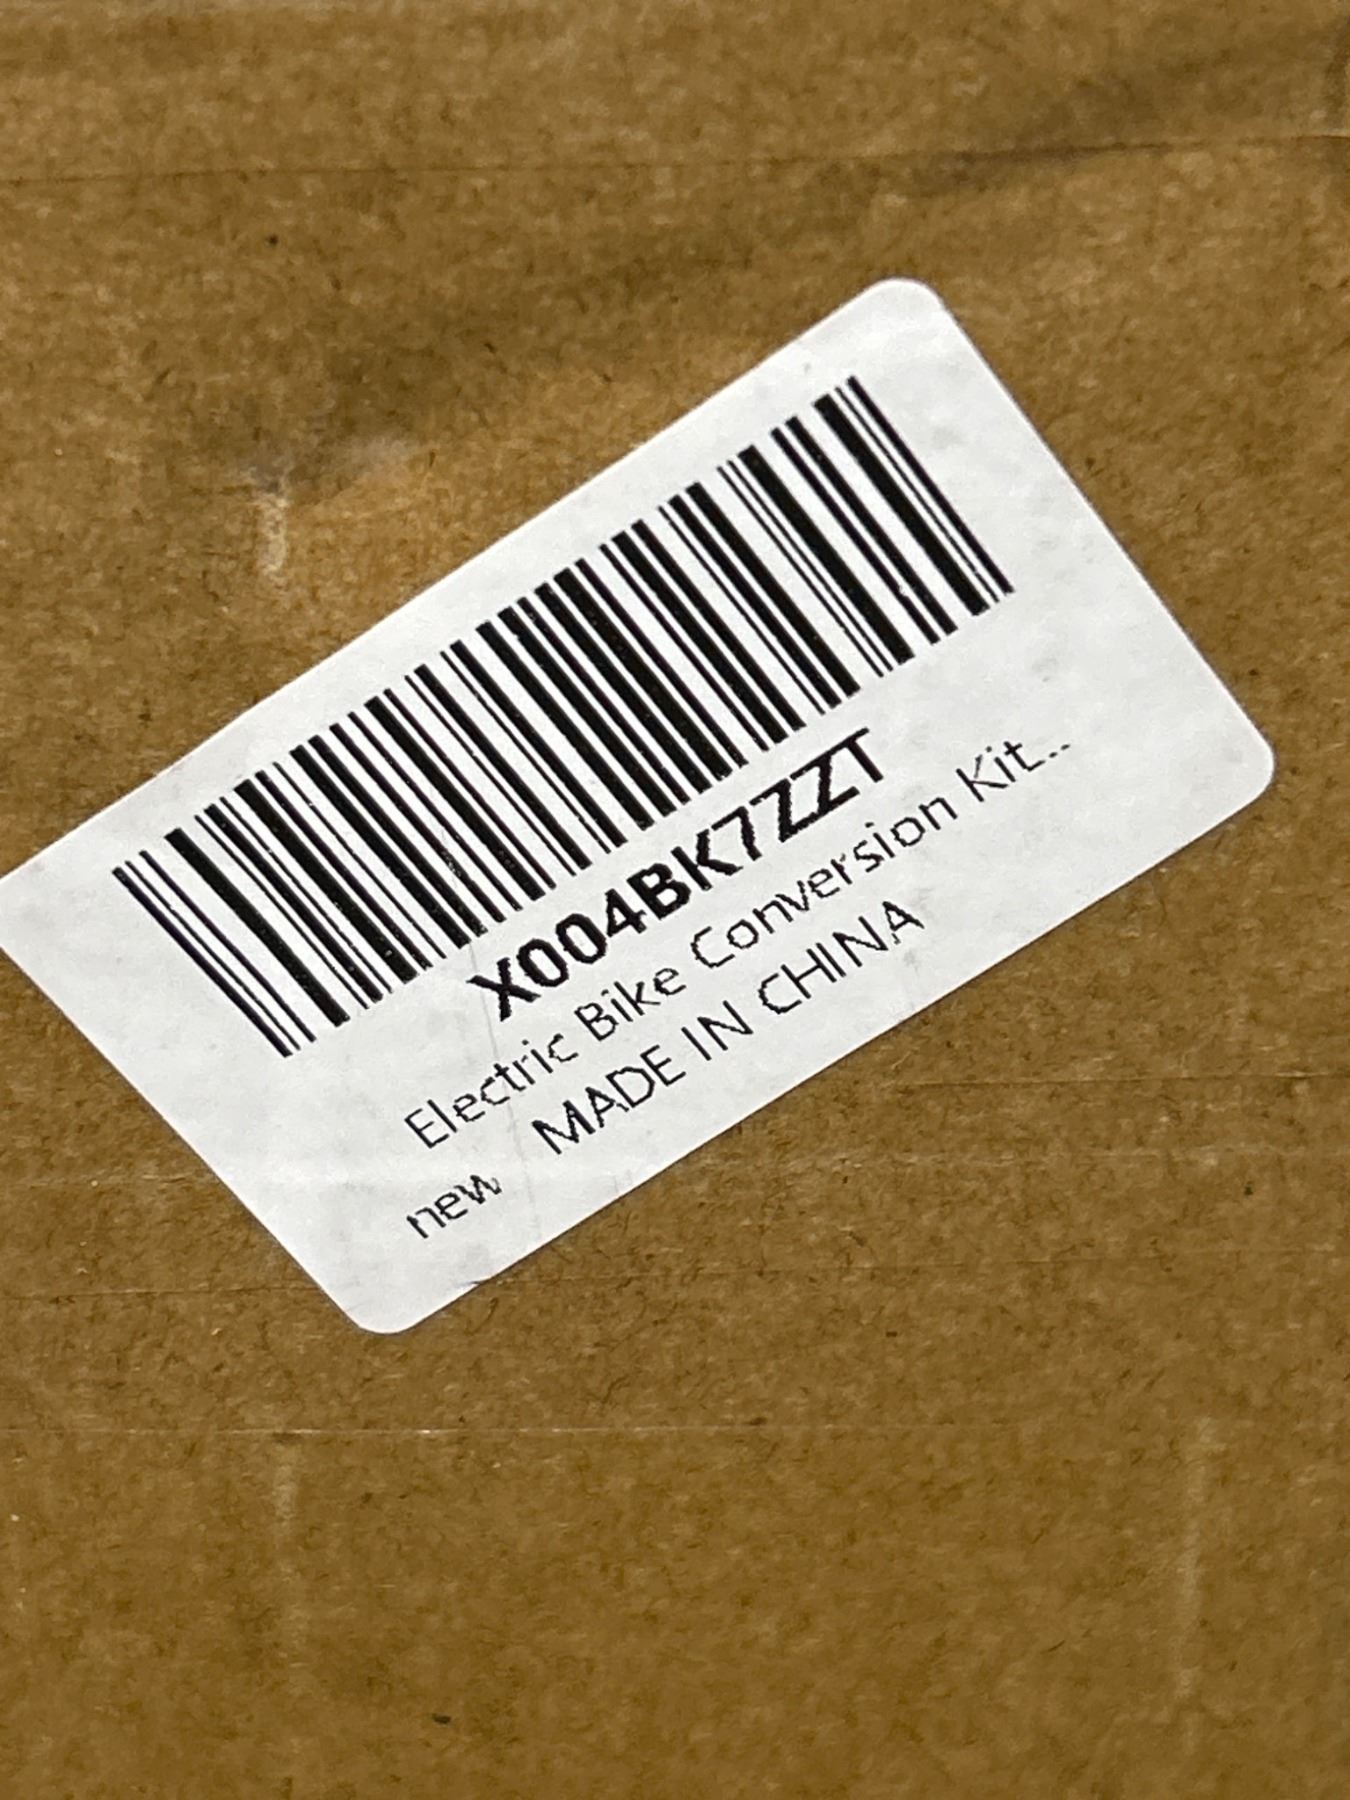 X004BK7ZZT
Electric Bike Conversion Kit...
MADE IN CHINA
new